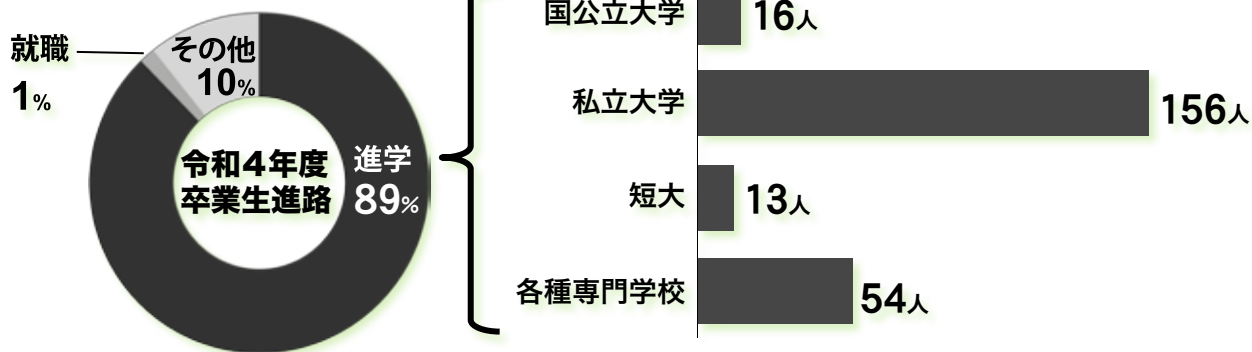 就職
1%
その他
10%
令和４年度
卒業生進路
進学
89%
国公立大学 16人
私立大学 156人
短大 13人
各種専門学校 54人